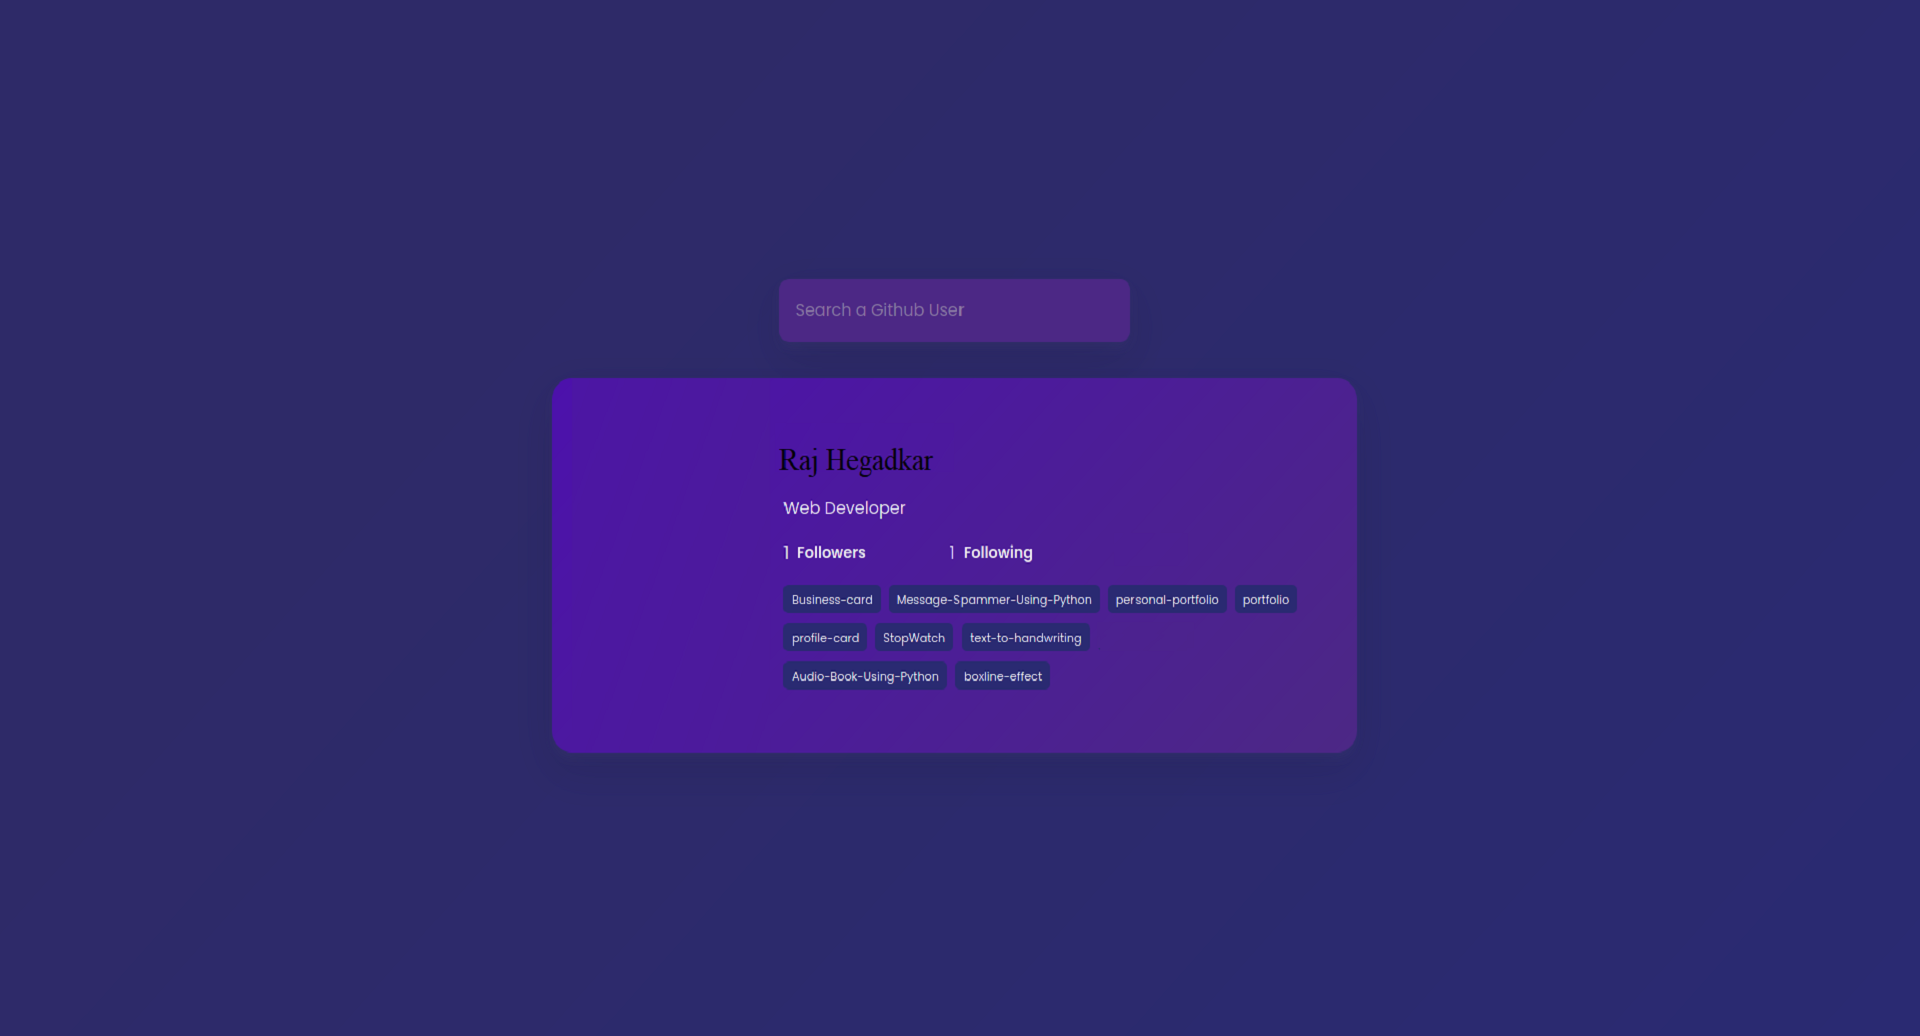 Search a Github User
Raj Hegadkar
Web Developer
1 Followers 1 Following
Business-card Message-Spammer-Using-Python personal-portfolio portfolio
profile-card StopWatch text-to-handwriting
Audio-Book-Using-Python boxline-effect